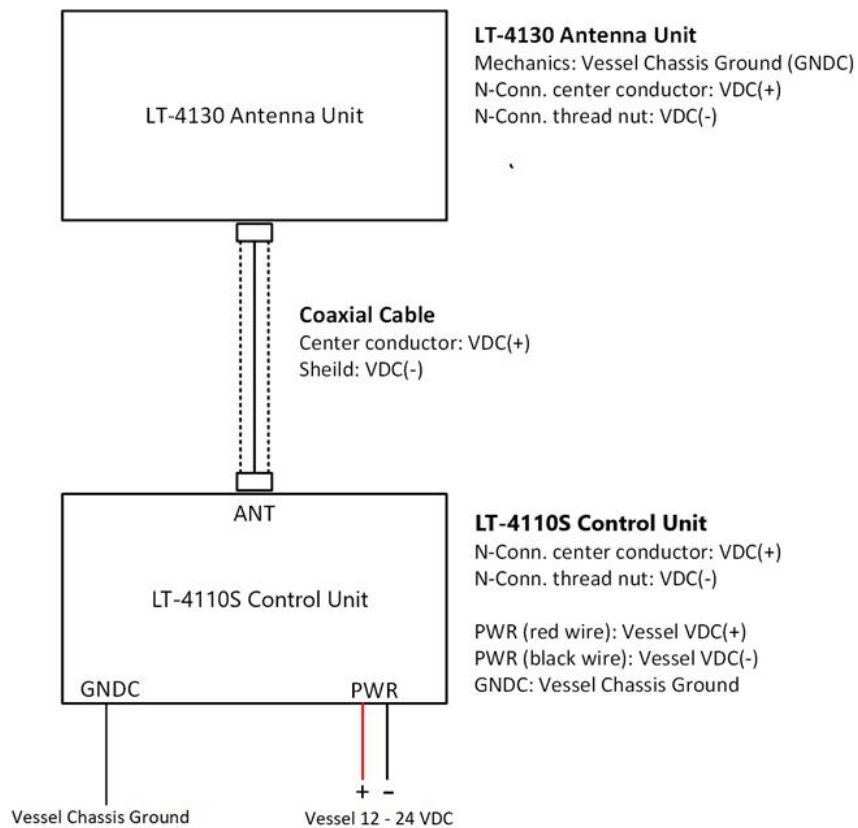 LT-4130 Antenna Unit
Mechanics: Vessel Chassis Ground (GNDC)
N-Conn. center conductor: VDC(+)
N-Conn. thread nut: VDC(-)
LT-4130 Antenna Unit
Coaxial Cable
Center conductor: VDC(+)
Sheild: VDC(-)
ANT
LT-4110S Control Unit
GNDC
PWR
LT-4110S Control Unit
N-Conn. center conductor: VDC(+)
N-Conn. thread nut: VDC(-)
PWR (red wire): Vessel VDC(+)
PWR (black wire): Vessel VDC(-)
GNDC: Vessel Chassis Ground
+ −
Vessel Chassis Ground
Vessel 12 - 24 VDC